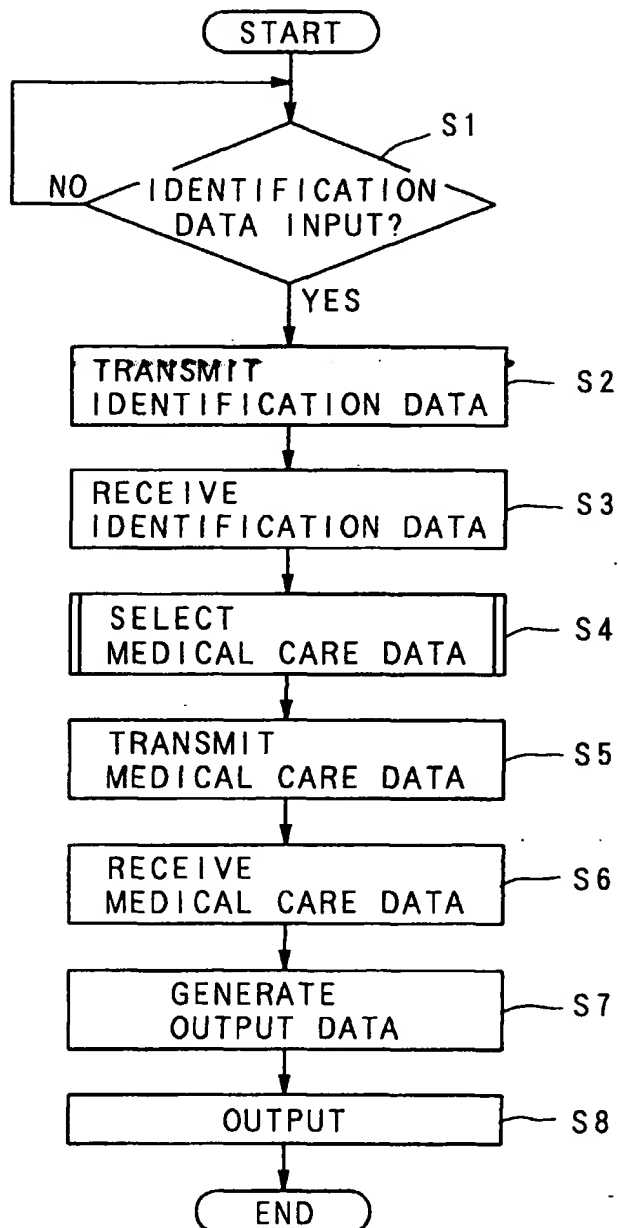 START
S1
NO
IDENTIFICATION
DATA INPUT?
YES
TRANSMIT
IDENTIFICATION DATA
S2
RECEIVE
IDENTIFICATION DATA
S3
SELECT
MEDICAL CARE DATA
S4
TRANSMIT
MEDICAL CARE DATA
S5
RECEIVE
MEDICAL CARE DATA
S6
GENERATE
OUTPUT DATA
S7
OUTPUT
S8
END